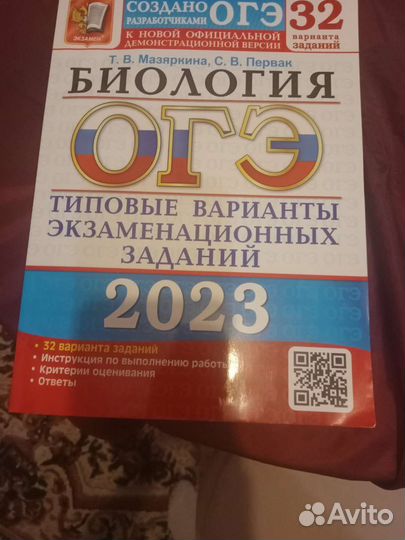 СОЗДАНО
РАЗРАБОТЧИКАМИ ОГЭ
К НОВОЙ ОФИЦИАЛЬНОЙ
ДЕМОНСТРАЦИОННОЙ ВЕРСИИ
32
варианта
ЗАДАНИЙ
ЭКЗАМЕН
Т. В. Мазяркина, С. В. Первак
БИОЛОГИЯ
ОГЭ
ТИПОВЫЕ ВАРИАНТЫ
ЭКЗАМЕНАЦИОННЫХ
ЗАДАНИЙ
2023
• 32 варианта заданий
• Инструкция по выполнению работы
• Критерии оценивания
• Ответы
Avito